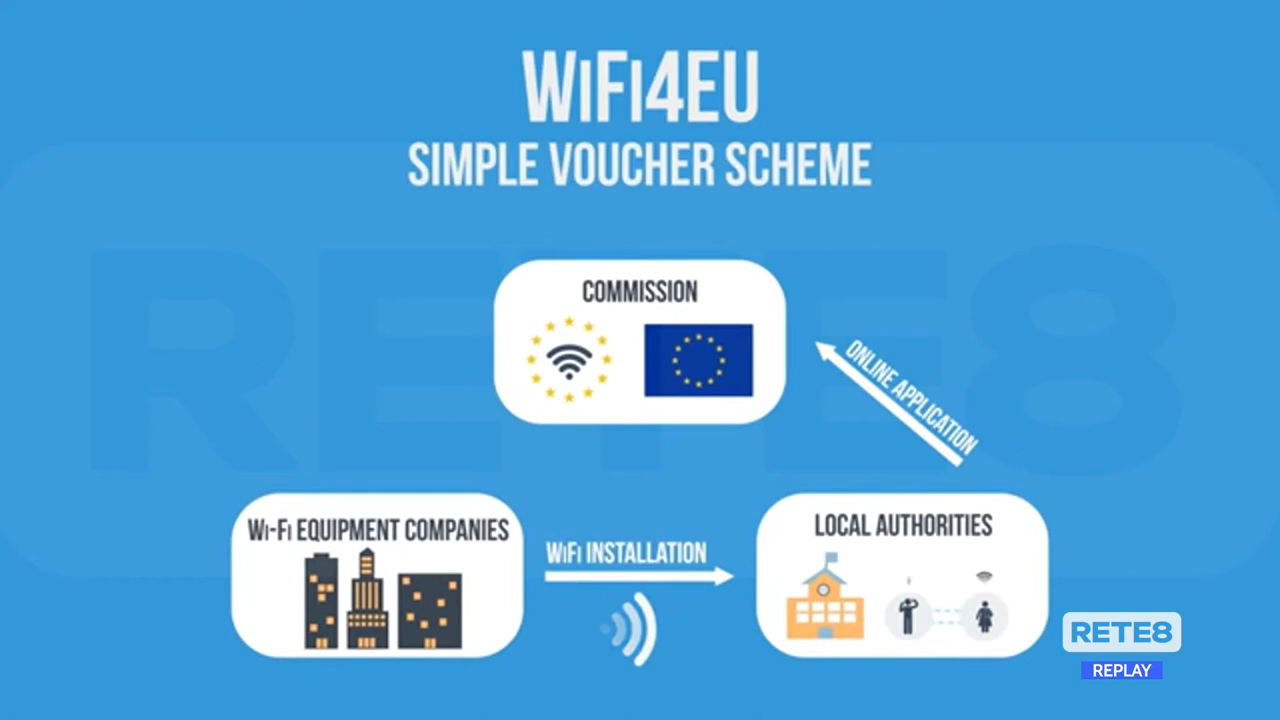 WiFi4EU
SIMPLE VOUCHER SCHEME
COMMISSION
ONLINE APPLICATION
Wi-Fi EQUIPMENT COMPANIES
WiFi INSTALLATION
LOCAL AUTHORITIES
RETE8
RETE8
REPLAY